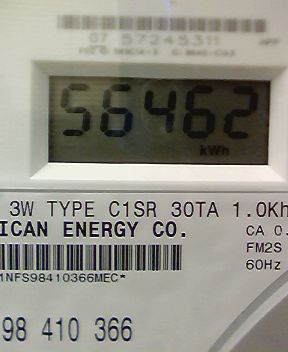 07 57245311
56462
kWh
3W TYPE C1SR 30TA 1.0Kh
ICAN ENERGY CO.
CA 0.
FM2S
60Hz
1NFS98410366MEC*
98 410 366